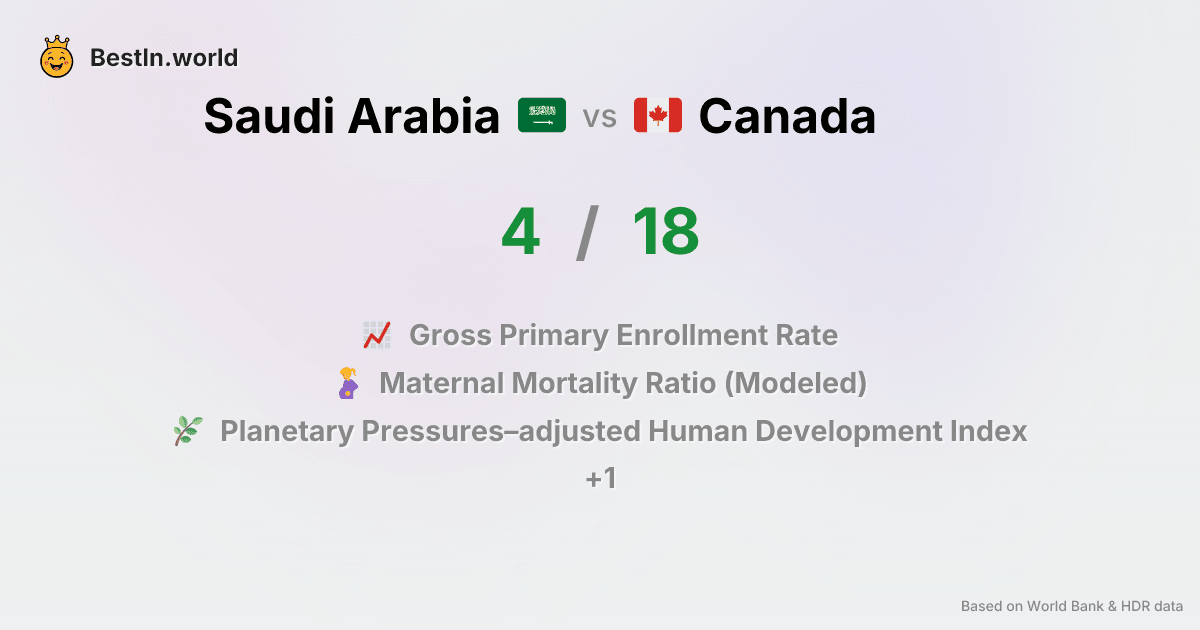 BestIn.world
Saudi Arabia vs Canada
4 / 18
Gross Primary Enrollment Rate
Maternal Mortality Ratio (Modeled)
Planetary Pressures–adjusted Human Development Index
+1
Based on World Bank & HDR data